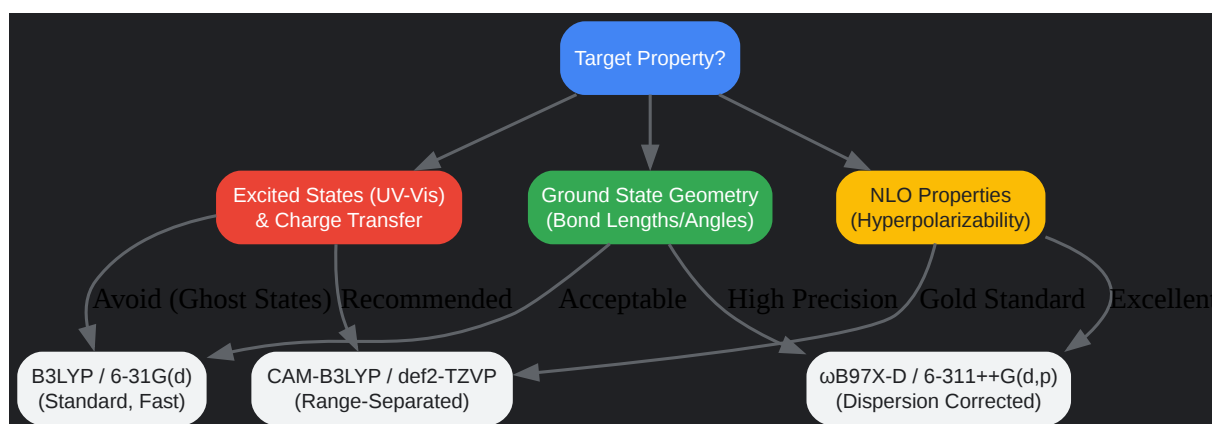 Target Property?
Excited States (UV-Vis)
& Charge Transfer
Ground State Geometry
(Bond Lengths/Angles)
NLO Properties
(Hyperpolarizability)
Avoid (Ghost States)
Recommended
Acceptable
High Precision
Gold Standard
Excellent
B3LYP / 6-31G(d)
(Standard, Fast)
CAM-B3LYP / def2-TZVP
(Range-Separated)
ωB97X-D / 6-311++G(d,p)
(Dispersion Corrected)